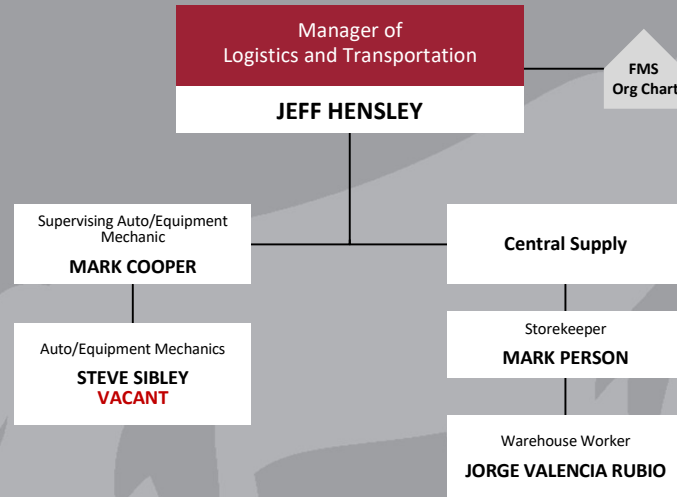 Manager of
Logistics and Transportation
JEFF HENSLEY
FMS
Org Chart
Supervising Auto/Equipment
Mechanic
MARK COOPER
Central Supply
Auto/Equipment Mechanics
STEVE SIBLEY
VACANT
Storekeeper
MARK PERSON
Warehouse Worker
JORGE VALENCIA RUBIO